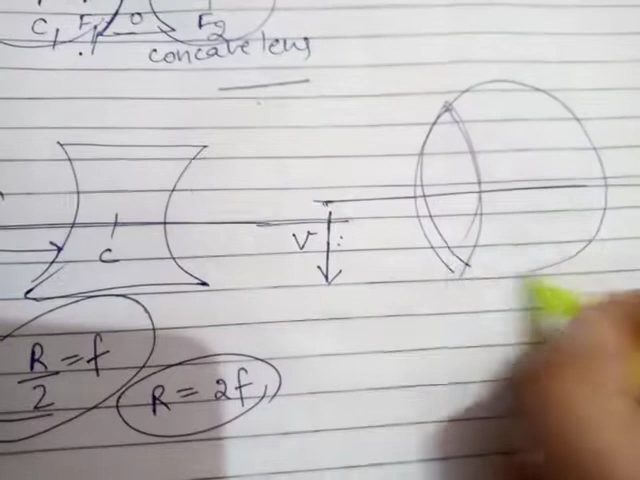 C F₁ O F₂
concave lens
C
V
R/2 = f
R = 2f